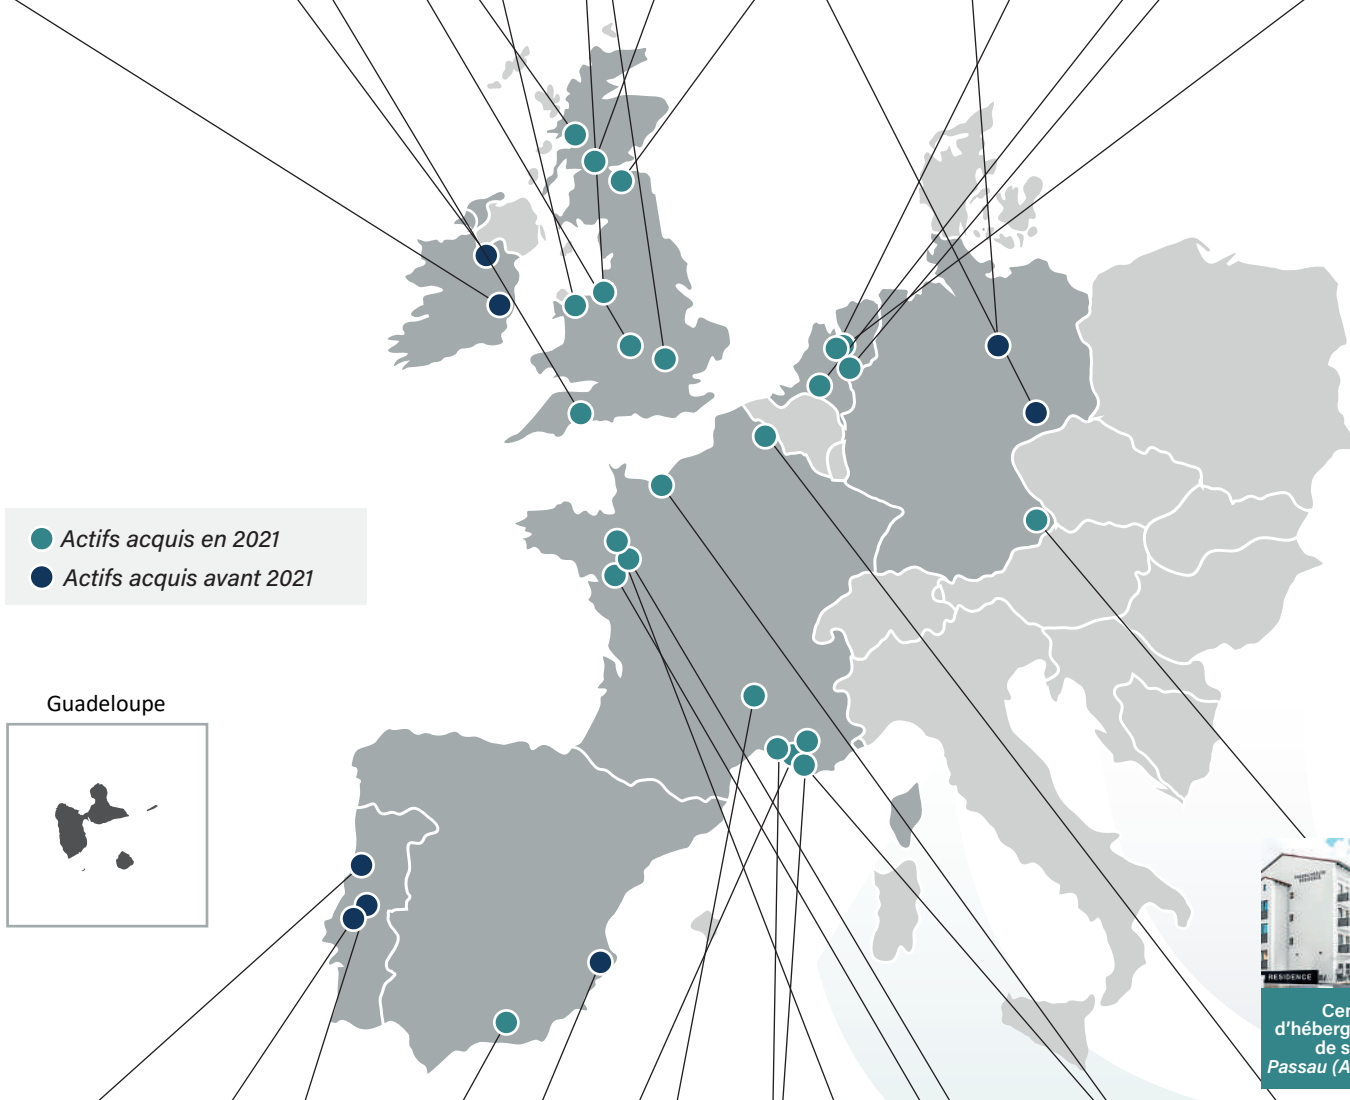 Actifs acquis en 2021
Actifs acquis avant 2021
Guadeloupe
RESIDENCE
Cer
d'héberg
de s
Passau (A